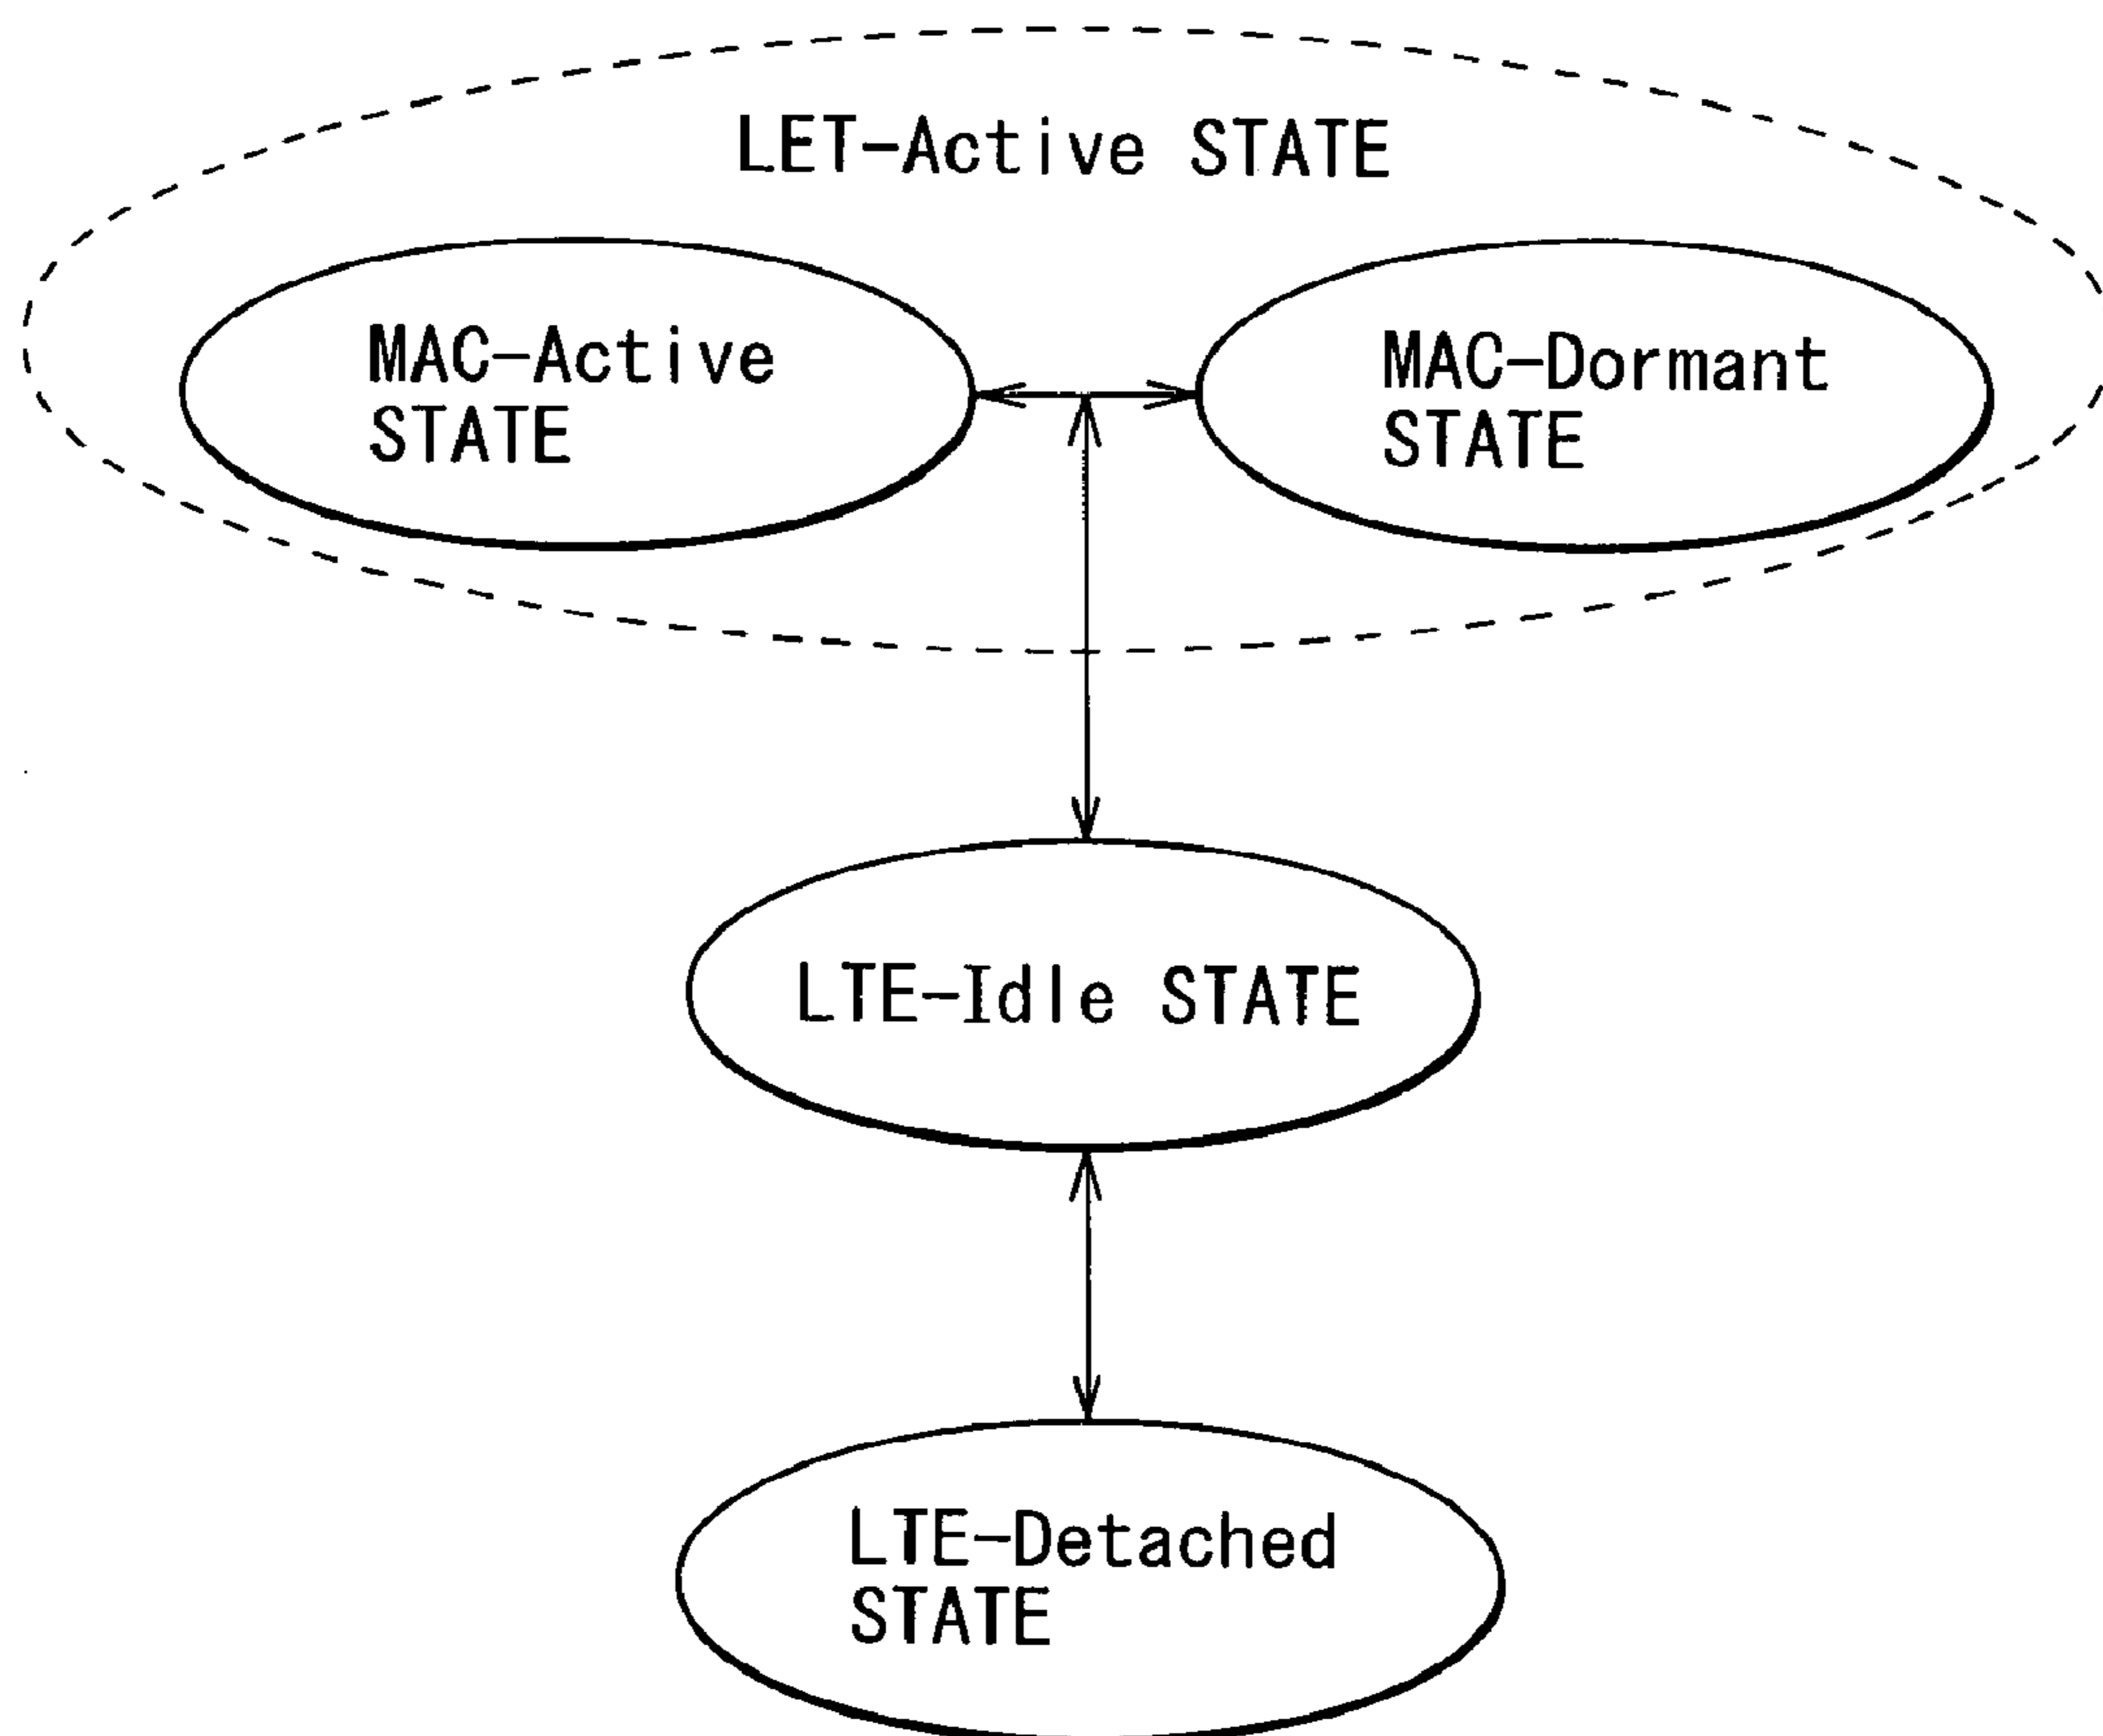 LET-Active STATE
MAC-Active
STATE
MAC-Dormant
STATE
LTE-Idle STATE
LTE-Detached
STATE